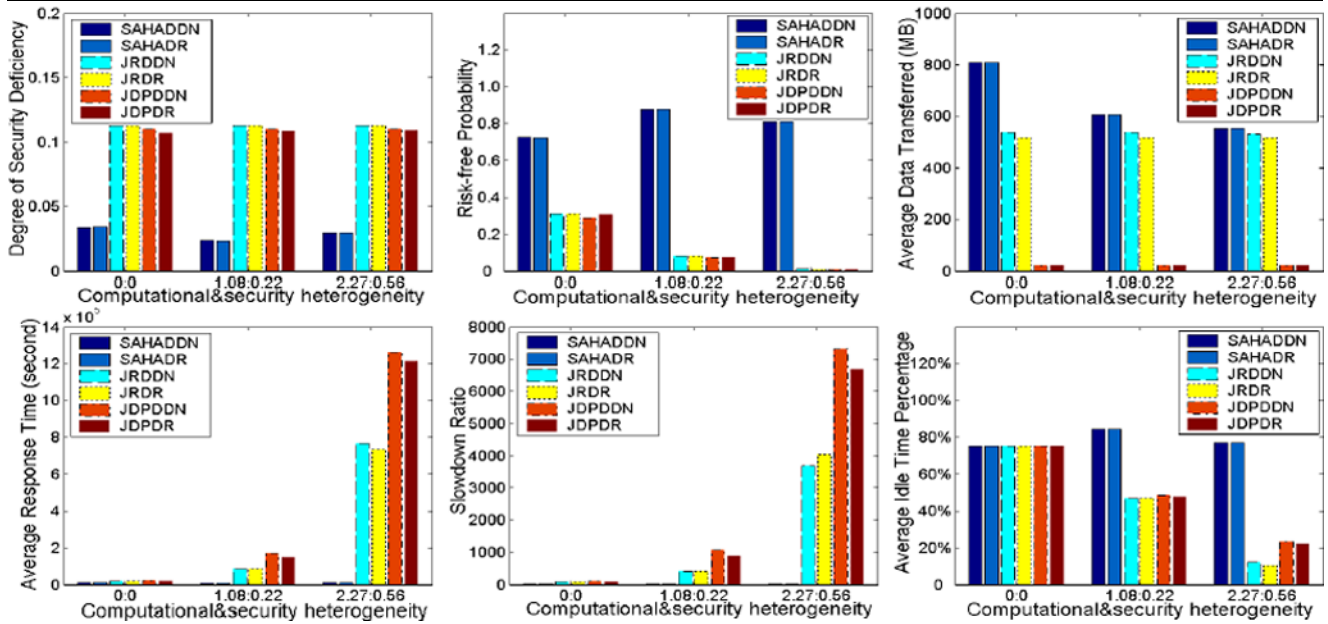 Degree of Security Deficiency
0.2
0.15
0.1
0.05
0
SAHADDN
SAHADR
JRDDN
JRDR
JDPDDN
JDPDR
0:0
1.08:0.22
2.27:0.56
Computational&security heterogeneity
Risk-free Probability
1.2
1.0
0.8
0.6
0.4
0.2
0
SAHADDN
SAHADR
JRDDN
JRDR
JDPDDN
JDPDR
0:0
1.08:0.22
2.27:0.56
Computational&security heterogeneity
Average Data Transferred (MB)
1000
800
600
400
200
0
SAHADDN
SAHADR
JRDDN
JRDR
JDPDDN
JDPDR
0:0
1.08:0.22
2.27:0.56
Computational&security heterogeneity
Average Response Time (second)
× 10⁵
14
12
10
8
6
4
2
0
SAHADDN
SAHADR
JRDDN
JRDR
JDPDDN
JDPDR
0:0
1.08:0.22
2.27:0.56
Computational&security heterogeneity
Slowdown Ratio
8000
7000
6000
5000
4000
3000
2000
1000
0
SAHADDN
SAHADR
JRDDN
JRDR
JDPDDN
JDPDR
0:0
1.08:0.22
2.27:0.56
Computational&security heterogeneity
Average Idle Time Percentage
120%
100%
80%
60%
40%
20%
0
SAHADDN
SAHADR
JRDDN
JRDR
JDPDDN
JDPDR
0:0
1.08:0.22
2.27:0.56
Computational&security heterogeneity